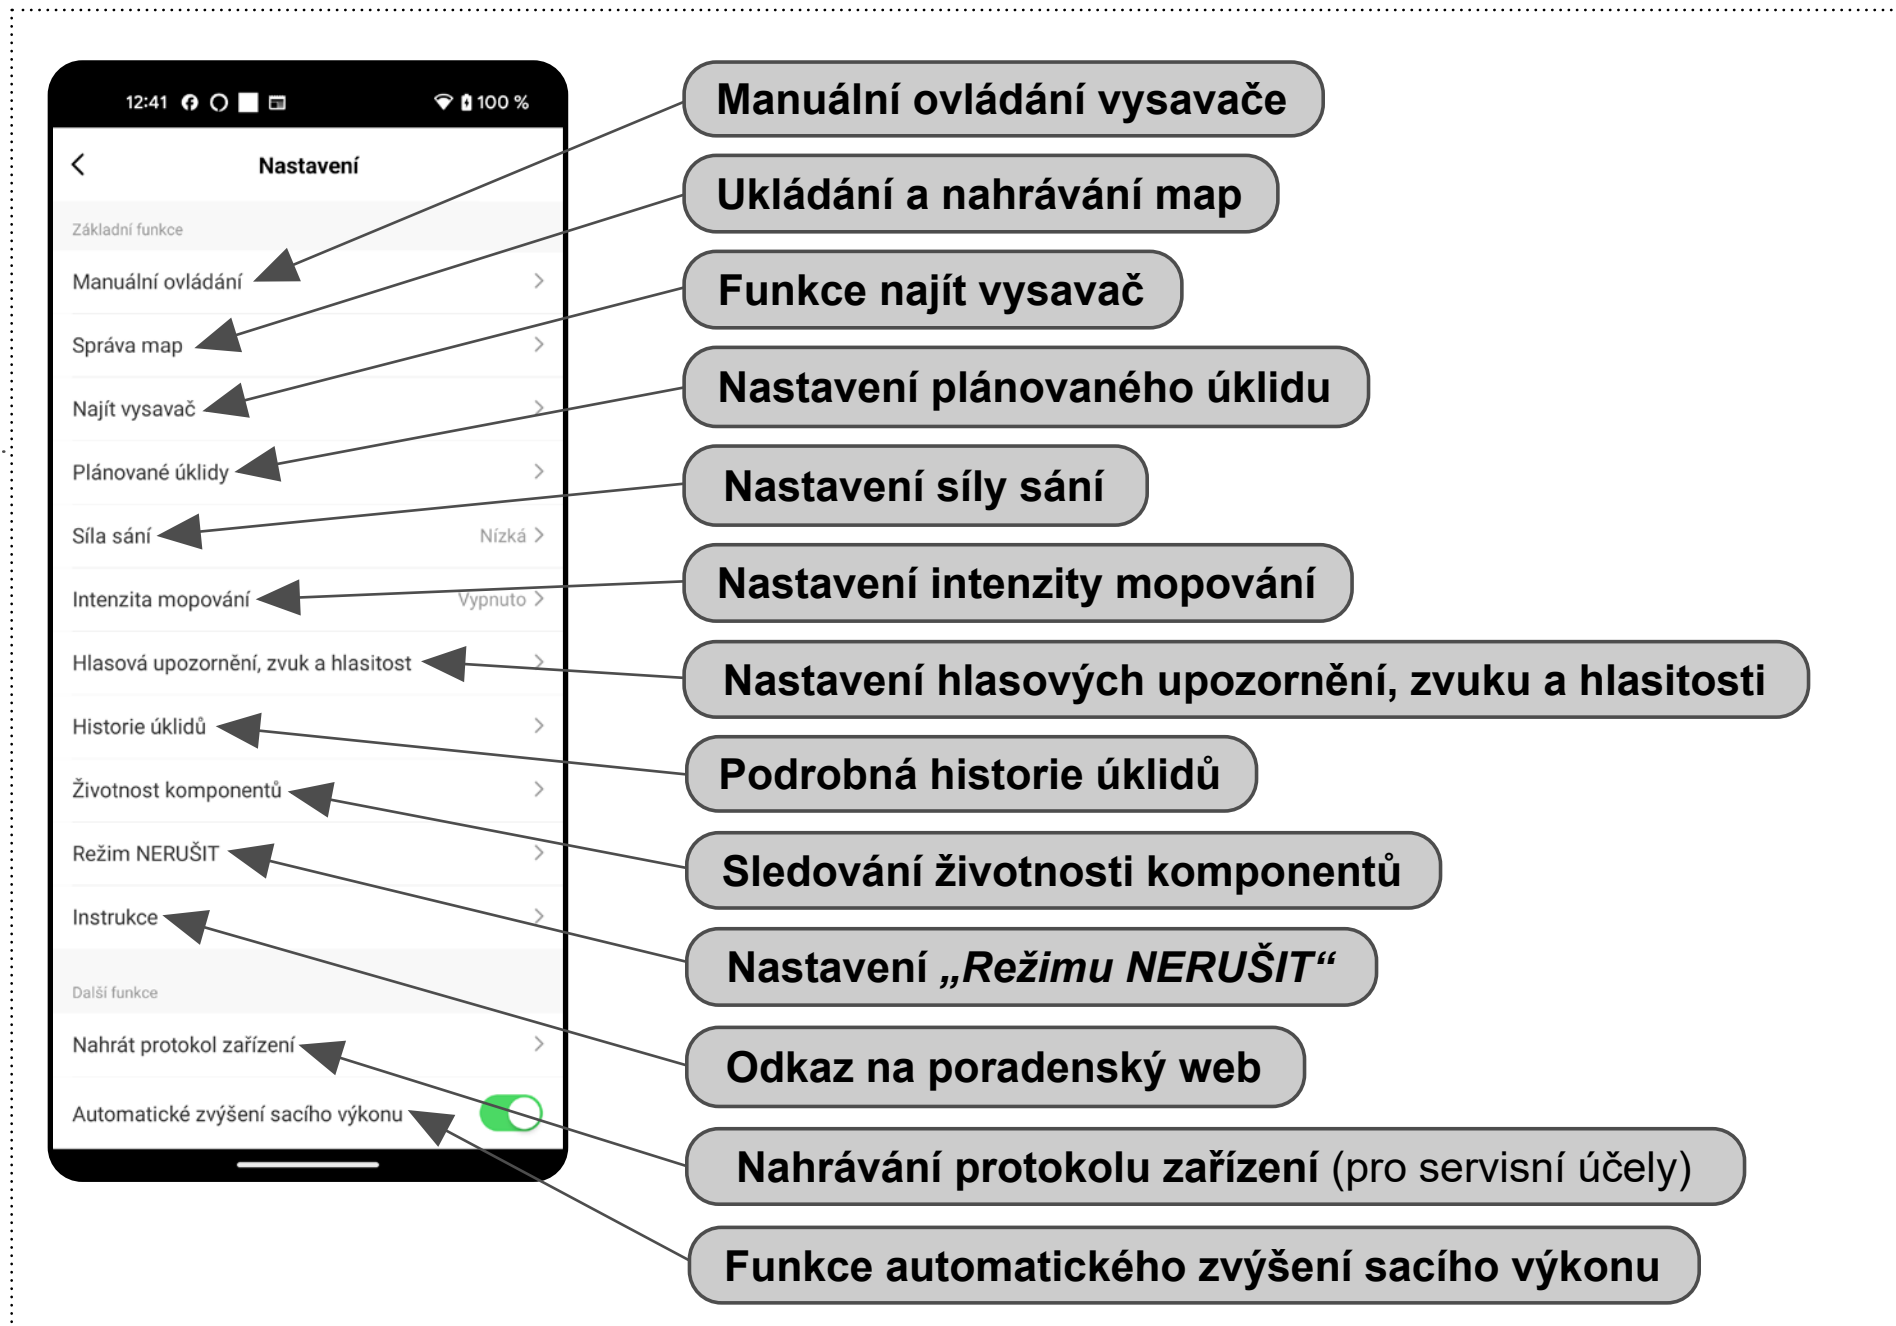 12:41
100 %
Nastavení
Základní funkce
Manuální ovládání
Správa map
Najít vysavač
Plánované úklidy
Síla sání
Nízká
Intenzita mopování
Vypnuto
Hlasová upozornění, zvuk a hlasitost
Historie úklidů
Životnost komponentů
Režim NERUŠIT
Instrukce
Další funkce
Nahrát protokol zařízení
Automatické zvýšení sacího výkonu
Manuální ovládání vysavače
Ukládání a nahrávání map
Funkce najít vysavač
Nastavení plánovaného úklidu
Nastavení síly sání
Nastavení intenzity mopování
Nastavení hlasových upozornění, zvuku a hlasitosti
Podrobná historie úklidů
Sledování životnosti komponentů
Nastavení „Režimu NERUŠIT“
Odkaz na poradenský web
Nahrávání protokolu zařízení (pro servisní účely)
Funkce automatického zvýšení sacího výkonu